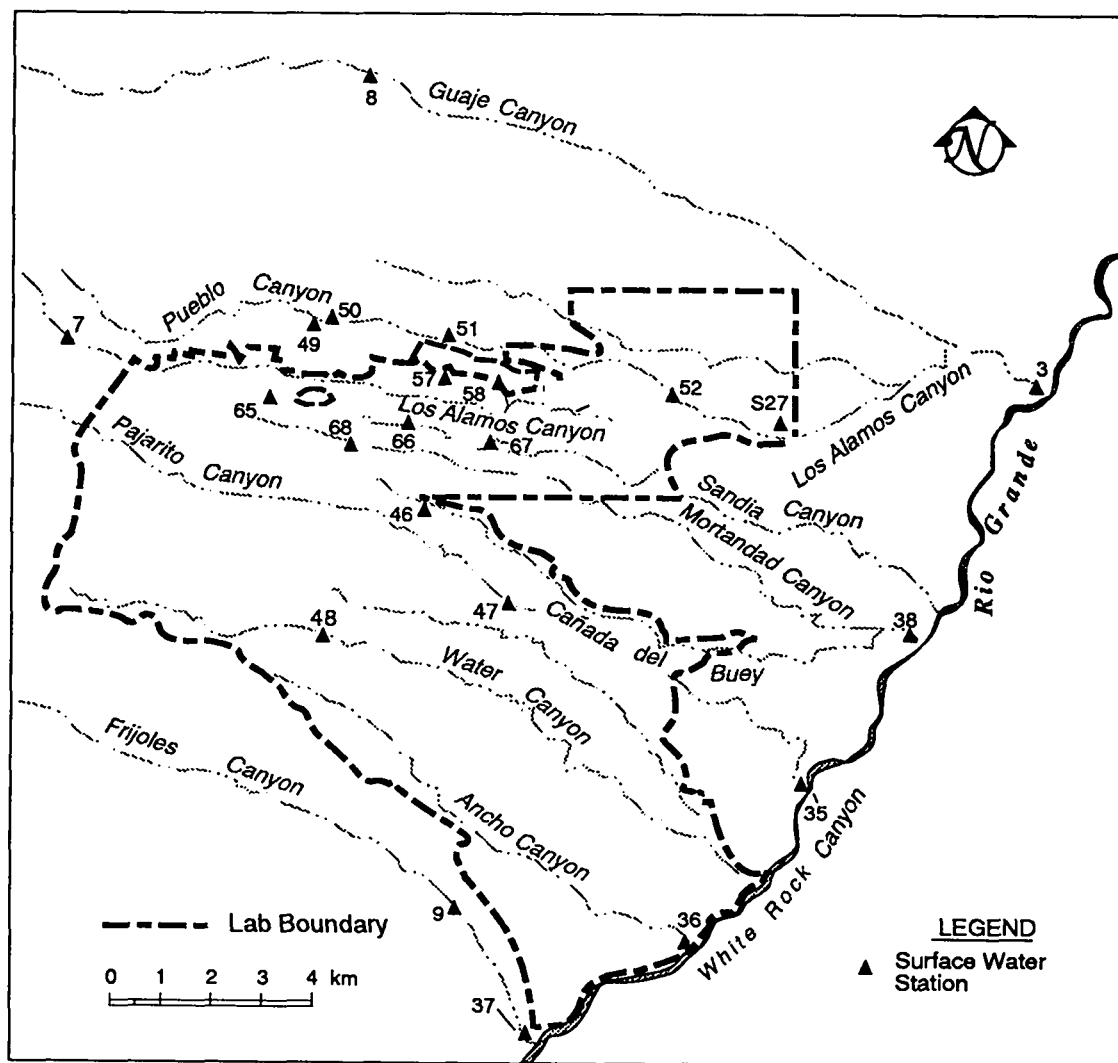 8
Guaje Canyon
N
7
Pueblo Canyon
50
49
51
3
57
58
52
S27
65
Los Alamos Canyon
68
66
67
Los Alamos Canyon
Pajarito Canyon
46
Sandia Canyon
Mortandad Canyon
Rio Grande
48
47
Cañada del Buey
38
Water Canyon
Frijoles Canyon
35
Ancho Canyon
White Rock Canyon
9
36
Lab Boundary
LEGEND
Surface Water
Station
0 1 2 3 4 km
37